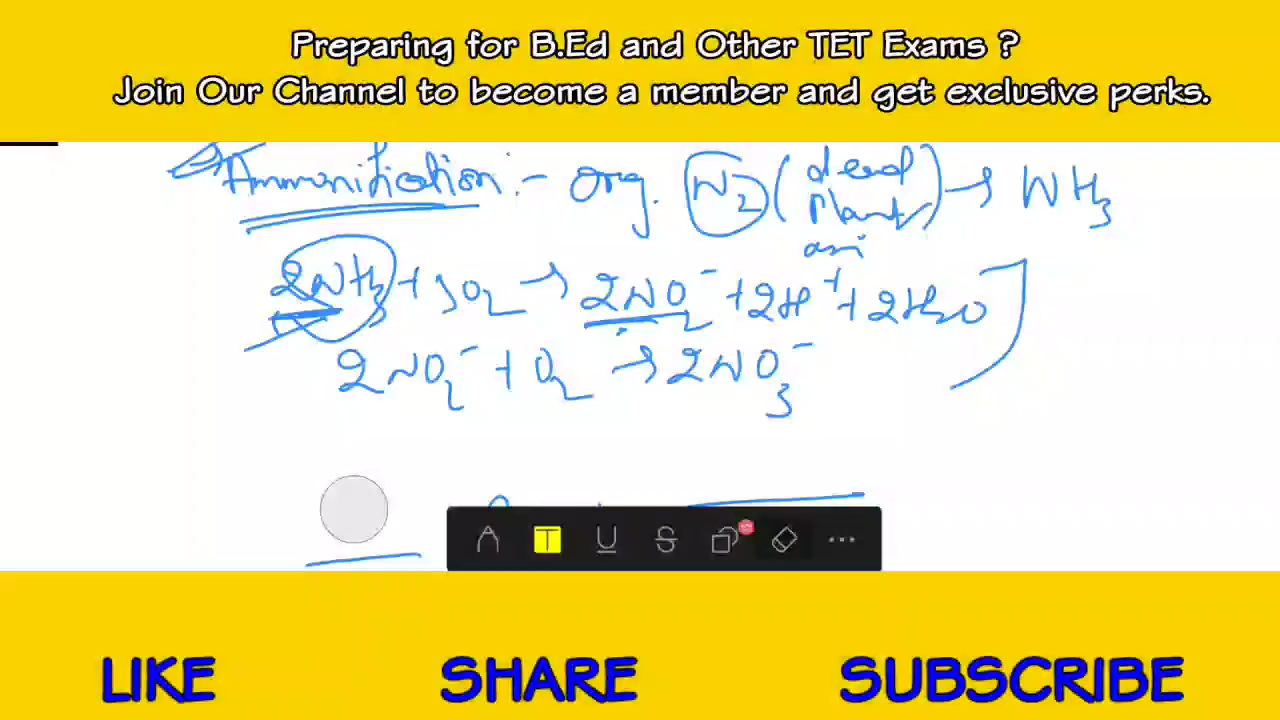 Preparing for B.Ed and Other TET Exams ?
Join Our Channel to become a member and get exclusive perks.
Ammonification :- Org. N₂ (dead plants ani → NH₃
2NH₃ + 3O₂ → 2NO₂⁻ + 2H⁺ + 2H₂O
2NO₂⁻ + O₂ → 2NO₃⁻
LIKE SHARE SUBSCRIBE